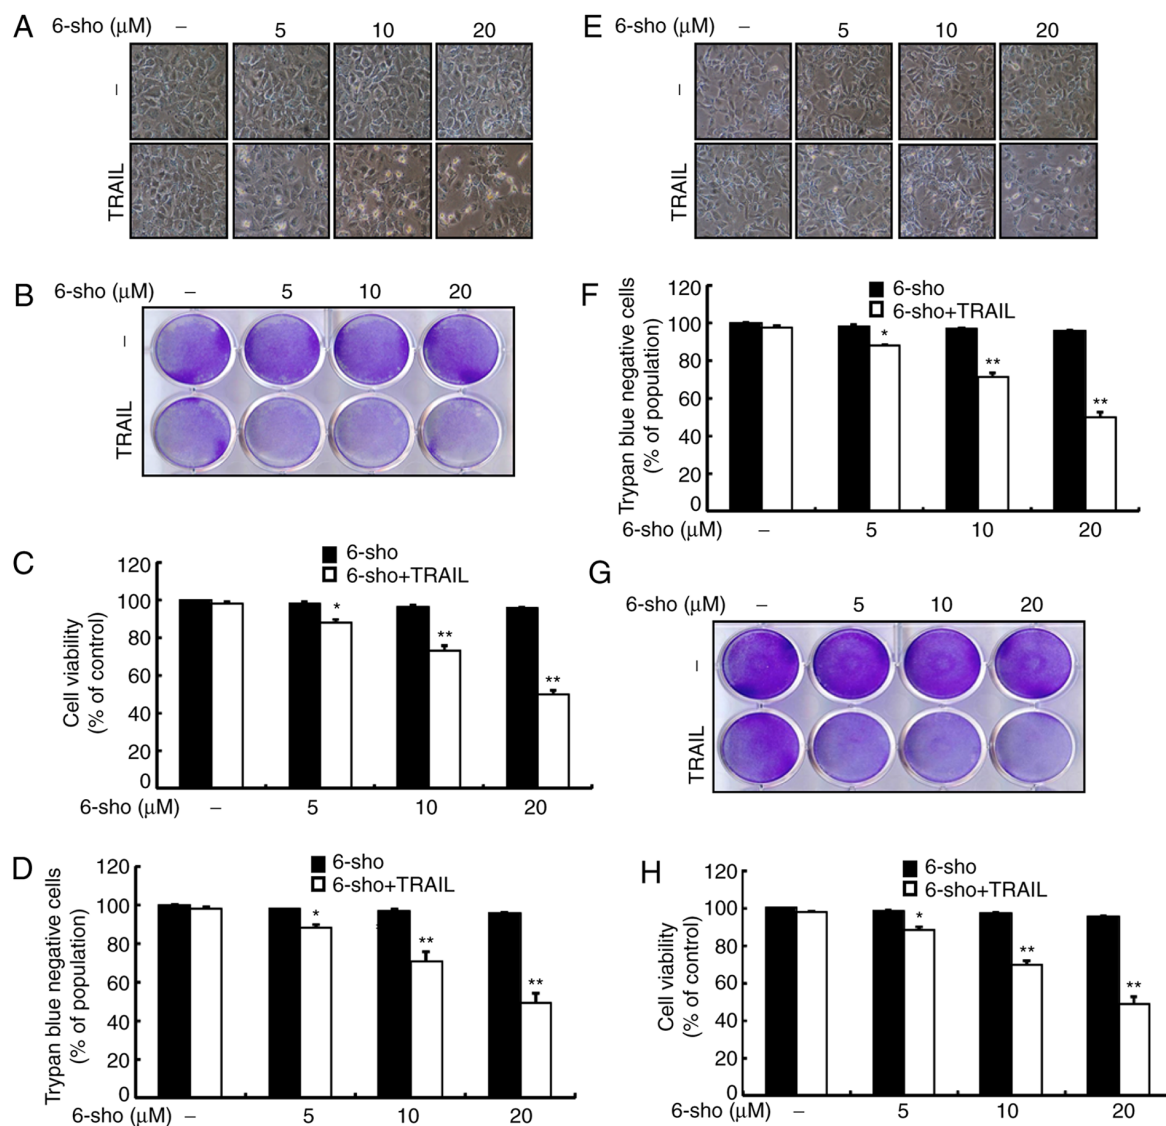 A
6-sho (μM) – 5 10 20
–
TRAIL
B
6-sho (μM) – 5 10 20
–
TRAIL
C
6-sho
6-sho+TRAIL
Cell viability
(% of control)
120
100
80
60
40
20
0
*
**
**
6-sho (μM) – 5 10 20
D
6-sho
6-sho+TRAIL
Trypan blue negative cells
(% of population)
120
100
80
60
40
20
0
*
**
**
6-sho (μM) – 5 10 20
E
6-sho (μM) – 5 10 20
–
TRAIL
F
6-sho
6-sho+TRAIL
Trypan blue negative cells
(% of population)
120
100
80
60
40
20
0
*
**
**
6-sho (μM) – 5 10 20
G
6-sho (μM) – 5 10 20
–
TRAIL
H
6-sho
6-sho+TRAIL
Cell viability
(% of control)
120
100
80
60
40
20
0
*
**
**
6-sho (μM) – 5 10 20